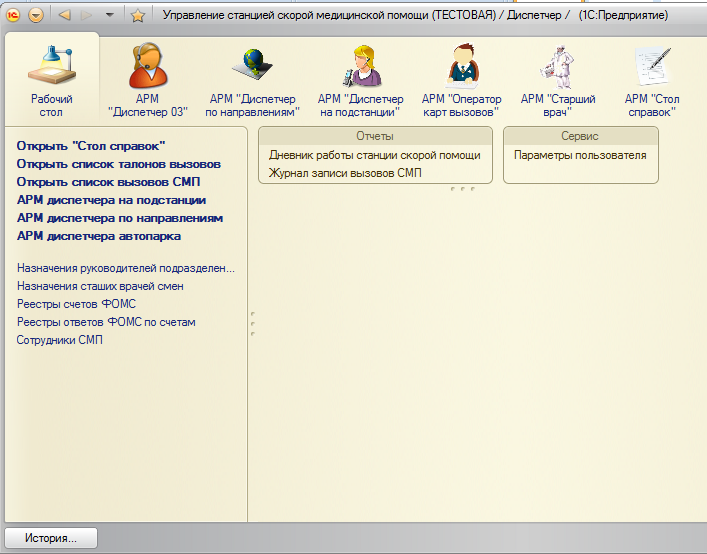 Управление станцией скорой медицинской помощи (ТЕСТОВАЯ) / Диспетчер / (1С:Предприятие)
Рабочий стол
АРМ "Диспетчер 03"
АРМ "Диспетчер по направлениям"
АРМ "Диспетчер на подстанции"
АРМ "Оператор карт вызовов"
АРМ "Старший врач"
АРМ "Стол справок"
Открыть "Стол справок"
Открыть список талонов вызовов
Открыть список вызовов СМП
АРМ диспетчера на подстанции
АРМ диспетчера по направлениям
АРМ диспетчера автопарка
Назначения руководителей подразделен...
Назначения сташих врачей смен
Реестры счетов ФОМС
Реестры ответов ФОМС по счетам
Сотрудники СМП
Отчеты
Дневник работы станции скорой помощи
Журнал записи вызовов СМП
Сервис
Параметры пользователя
История...